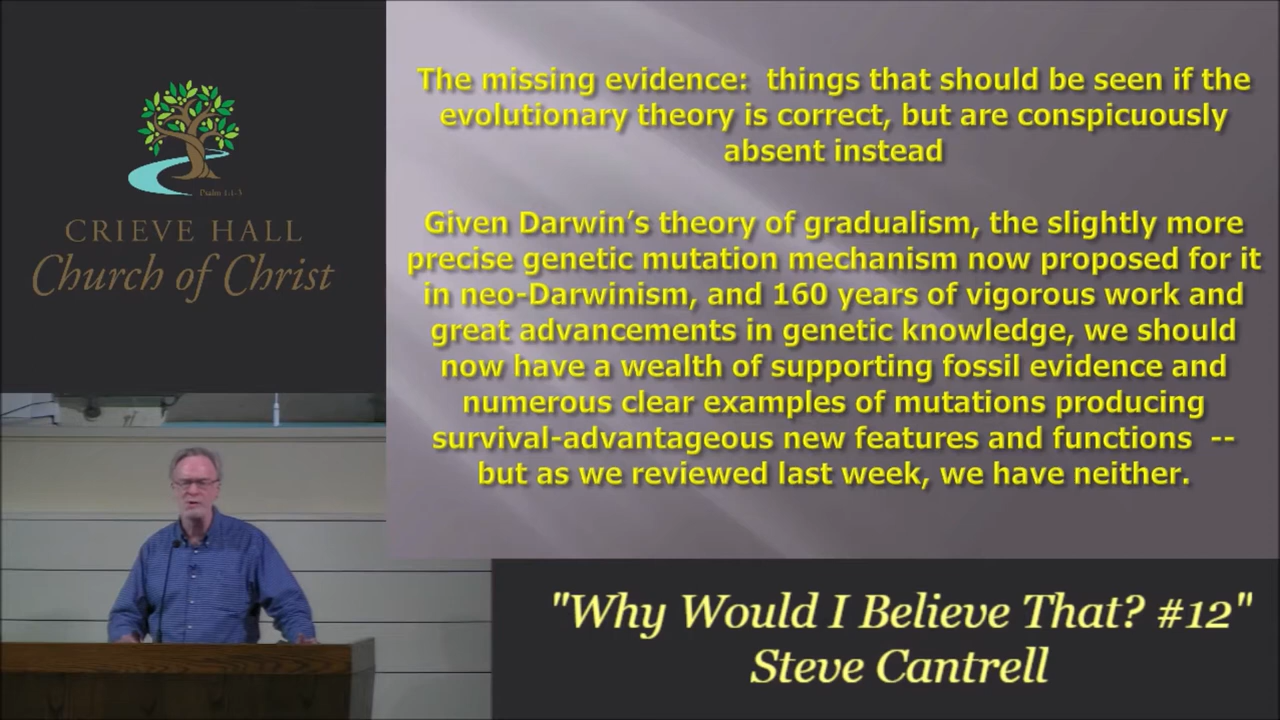 Psalm 1:1-3
CRIEVE HALL
Church of Christ
The missing evidence: things that should be seen if the
evolutionary theory is correct, but are conspicuously
absent instead
Given Darwin’s theory of gradualism, the slightly more
precise genetic mutation mechanism now proposed for it
in neo-Darwinism, and 160 years of vigorous work and
great advancements in genetic knowledge, we should
now have a wealth of supporting fossil evidence and
numerous clear examples of mutations producing
survival-advantageous new features and functions --
but as we reviewed last week, we have neither.
"Why Would I Believe That? #12"
Steve Cantrell